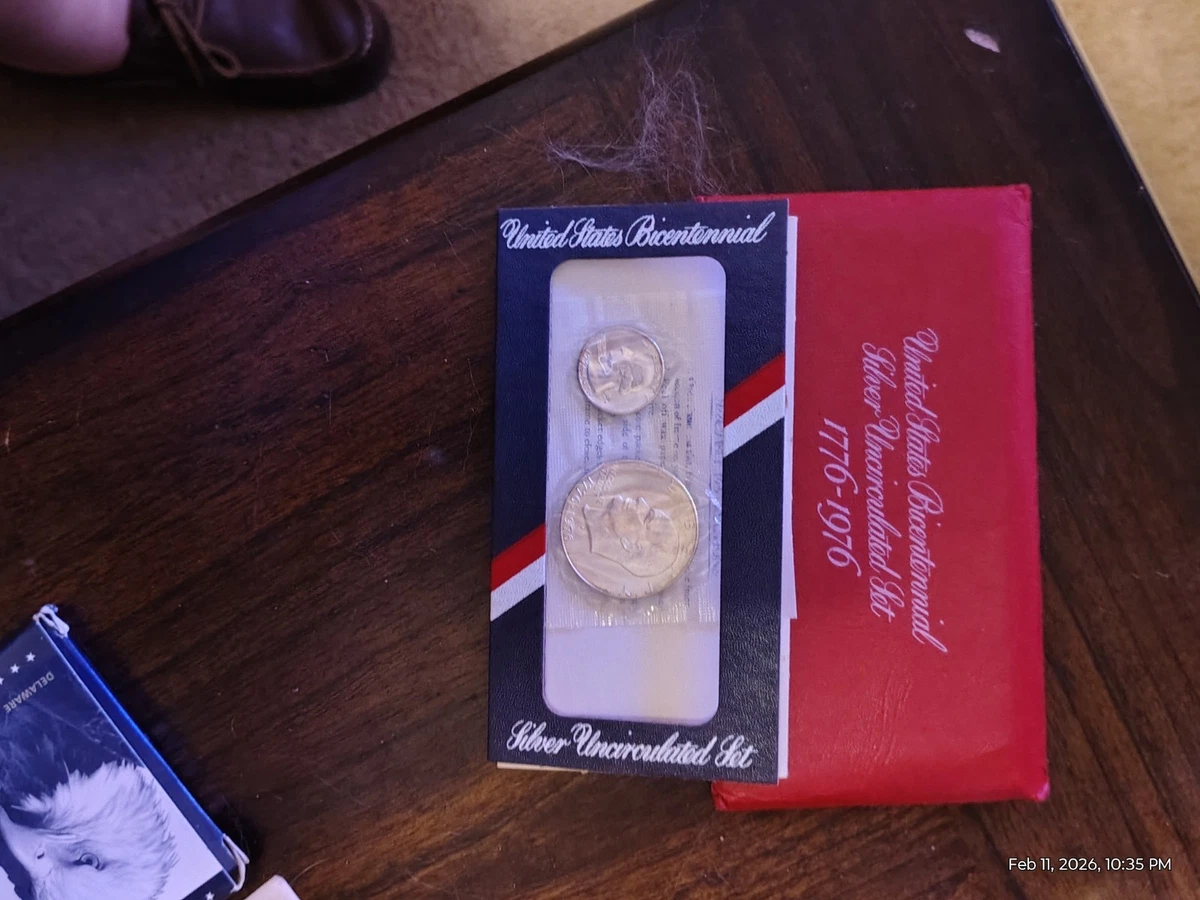 United States Bicentennial
Silver Uncirculated Set
United States Bicentennial
Silver Uncirculated Set
1776-1976
DELAWARE
Feb 11, 2026, 10:35 PM